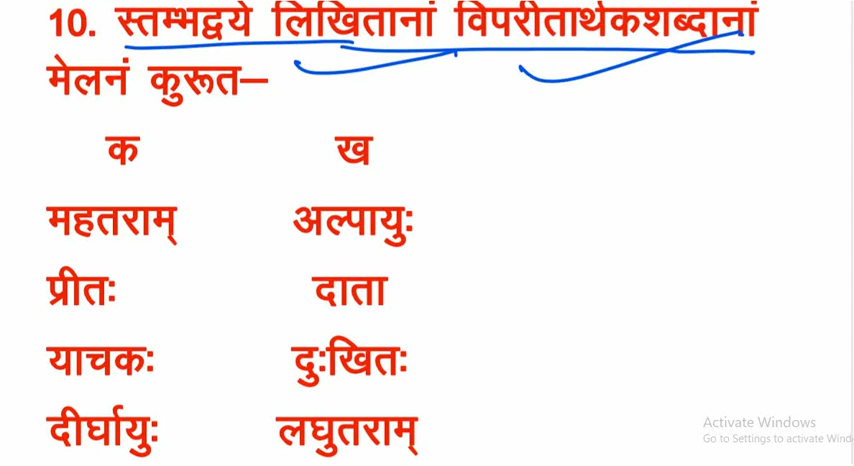 10. स्तम्भद्वये लिखितानां विपरीतार्थकशब्दानां
मेलनं कुरूत–
क ख
महतराम् अल्पायुः
प्रीतः दाता
याचकः दुःखितः
दीर्घायुः लघुतराम्
Activate Windows
Go to Settings to activate Wind